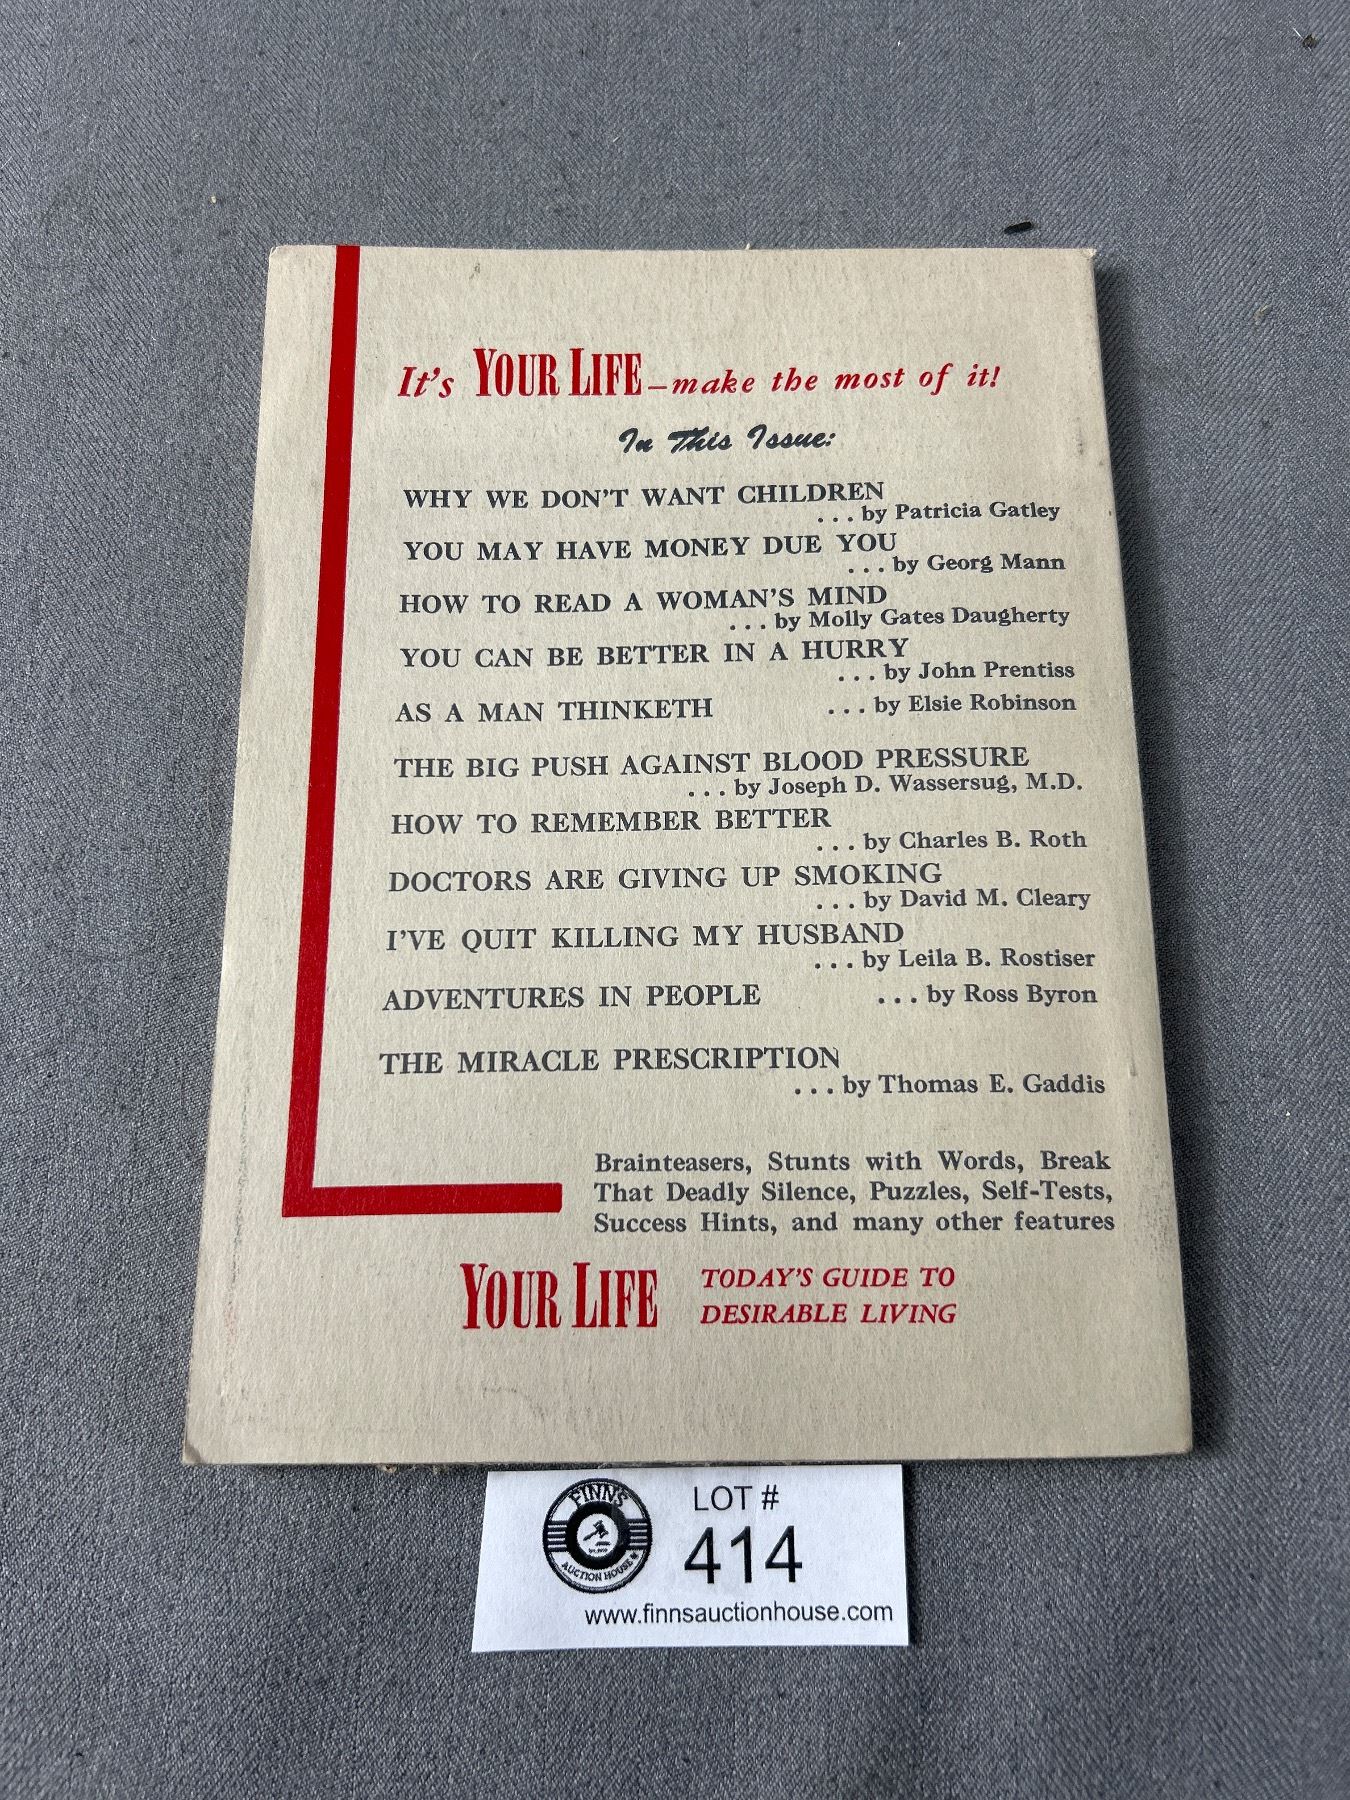 It's YOUR LIFE—make the most of it!
In This Issue:
WHY WE DON'T WANT CHILDREN
...by Patricia Gatley
YOU MAY HAVE MONEY DUE YOU
...by Georg Mann
HOW TO READ A WOMAN'S MIND
...by Molly Gates Daugherty
YOU CAN BE BETTER IN A HURRY
...by John Prentiss
AS A MAN THINKETH ...by Elsie Robinson
THE BIG PUSH AGAINST BLOOD PRESSURE
...by Joseph D. Wassersug, M.D.
HOW TO REMEMBER BETTER
...by Charles B. Roth
DOCTORS ARE GIVING UP SMOKING
...by David M. Cleary
I'VE QUIT KILLING MY HUSBAND
...by Leila B. Rostiser
ADVENTURES IN PEOPLE ...by Ross Byron
THE MIRACLE PRESCRIPTION
...by Thomas E. Gaddis
Brainteasers, Stunts with Words, Break
That Deadly Silence, Puzzles, Self-Tests,
Success Hints, and many other features
YOUR LIFE TODAY'S GUIDE TO
DESIRABLE LIVING
FINNS
AUCTION HOUSE
LOT #
414
www.finnsauctionhouse.com